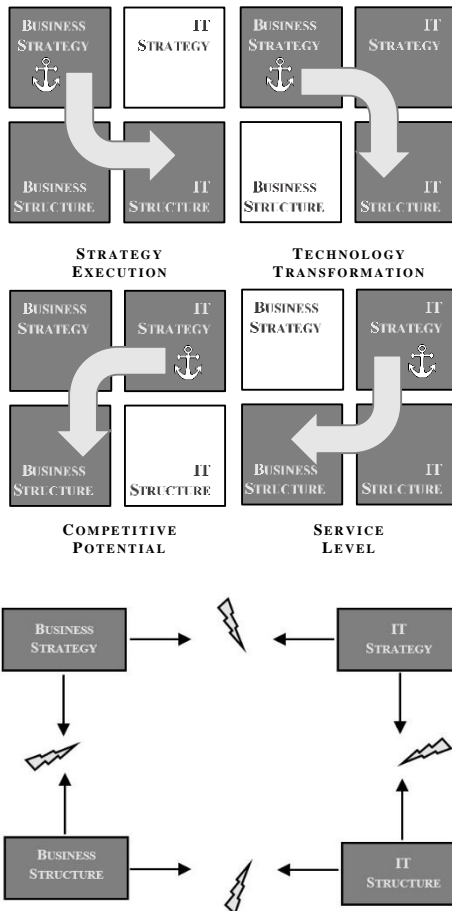 BUSINESS
STRATEGY
IT
STRATEGY
BUSINESS
STRUCTURE
IT
STRUCTURE
STRATEGY
EXECUTION
BUSINESS
STRATEGY
IT
STRATEGY
BUSINESS
STRUCTURE
IT
STRUCTURE
TECHNOLOGY
TRANSFORMATION
BUSINESS
STRATEGY
IT
STRATEGY
BUSINESS
STRUCTURE
IT
STRUCTURE
COMPETITIVE
POTENTIAL
BUSINESS
STRATEGY
IT
STRATEGY
BUSINESS
STRUCTURE
IT
STRUCTURE
SERVICE
LEVEL
BUSINESS
STRATEGY
IT
STRATEGY
BUSINESS
STRUCTURE
IT
STRUCTURE